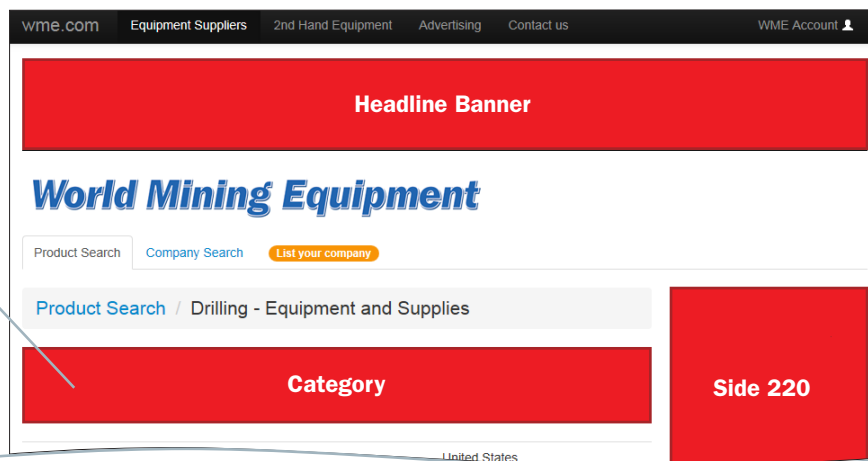 wme.com Equipment Suppliers 2nd Hand Equipment Advertising Contact us WME Account
Headline Banner
World Mining Equipment
Product Search Company Search List your company
Product Search / Drilling - Equipment and Supplies
Category
Side 220
United States